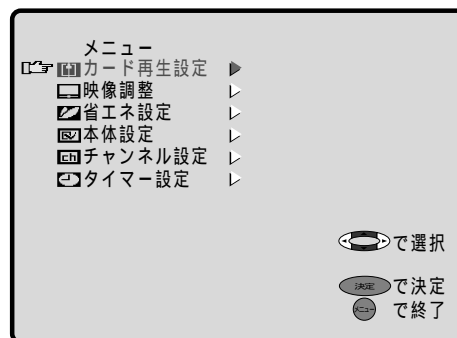 メニュー
カード再生設定
映像調整
省エネ設定
本体設定
ch チャンネル設定
タイマー設定
で選択
決定 で決定
メニュー で終了